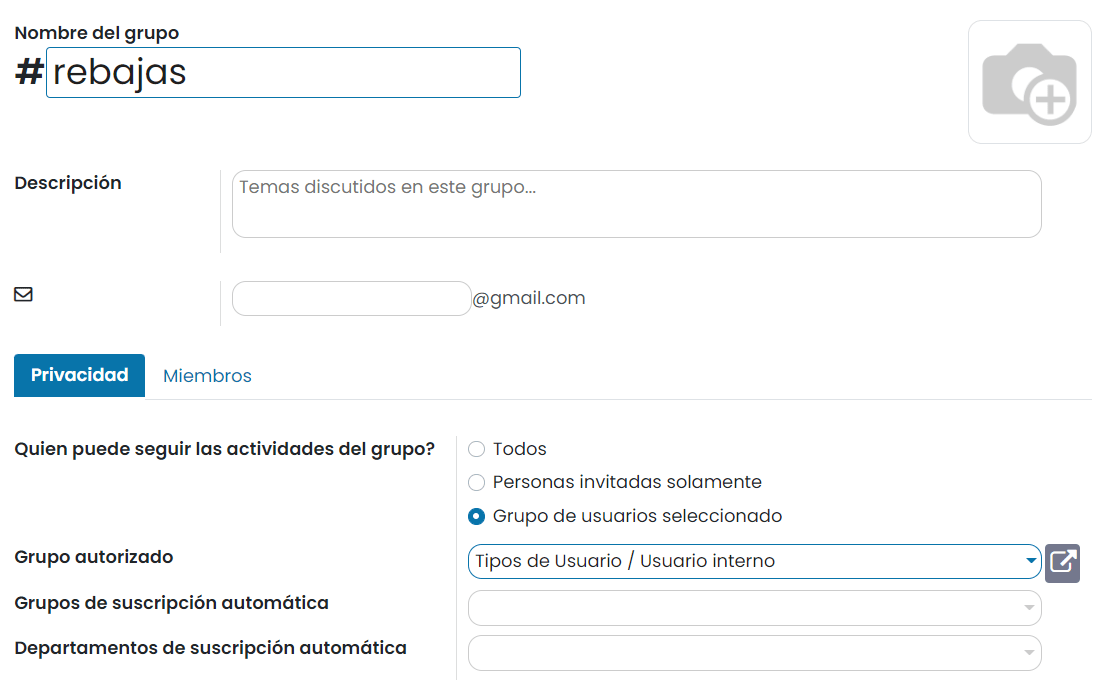 Nombre del grupo
#rebajas
Descripción
Temas discutidos en este grupo...
@gmail.com
Privacidad
Miembros
Quien puede seguir las actividades del grupo?
Todos
Personas invitadas solamente
Grupo de usuarios seleccionado
Grupo autorizado
Tipos de Usuario / Usuario interno
Grupos de suscripción automática
Departamentos de suscripción automática